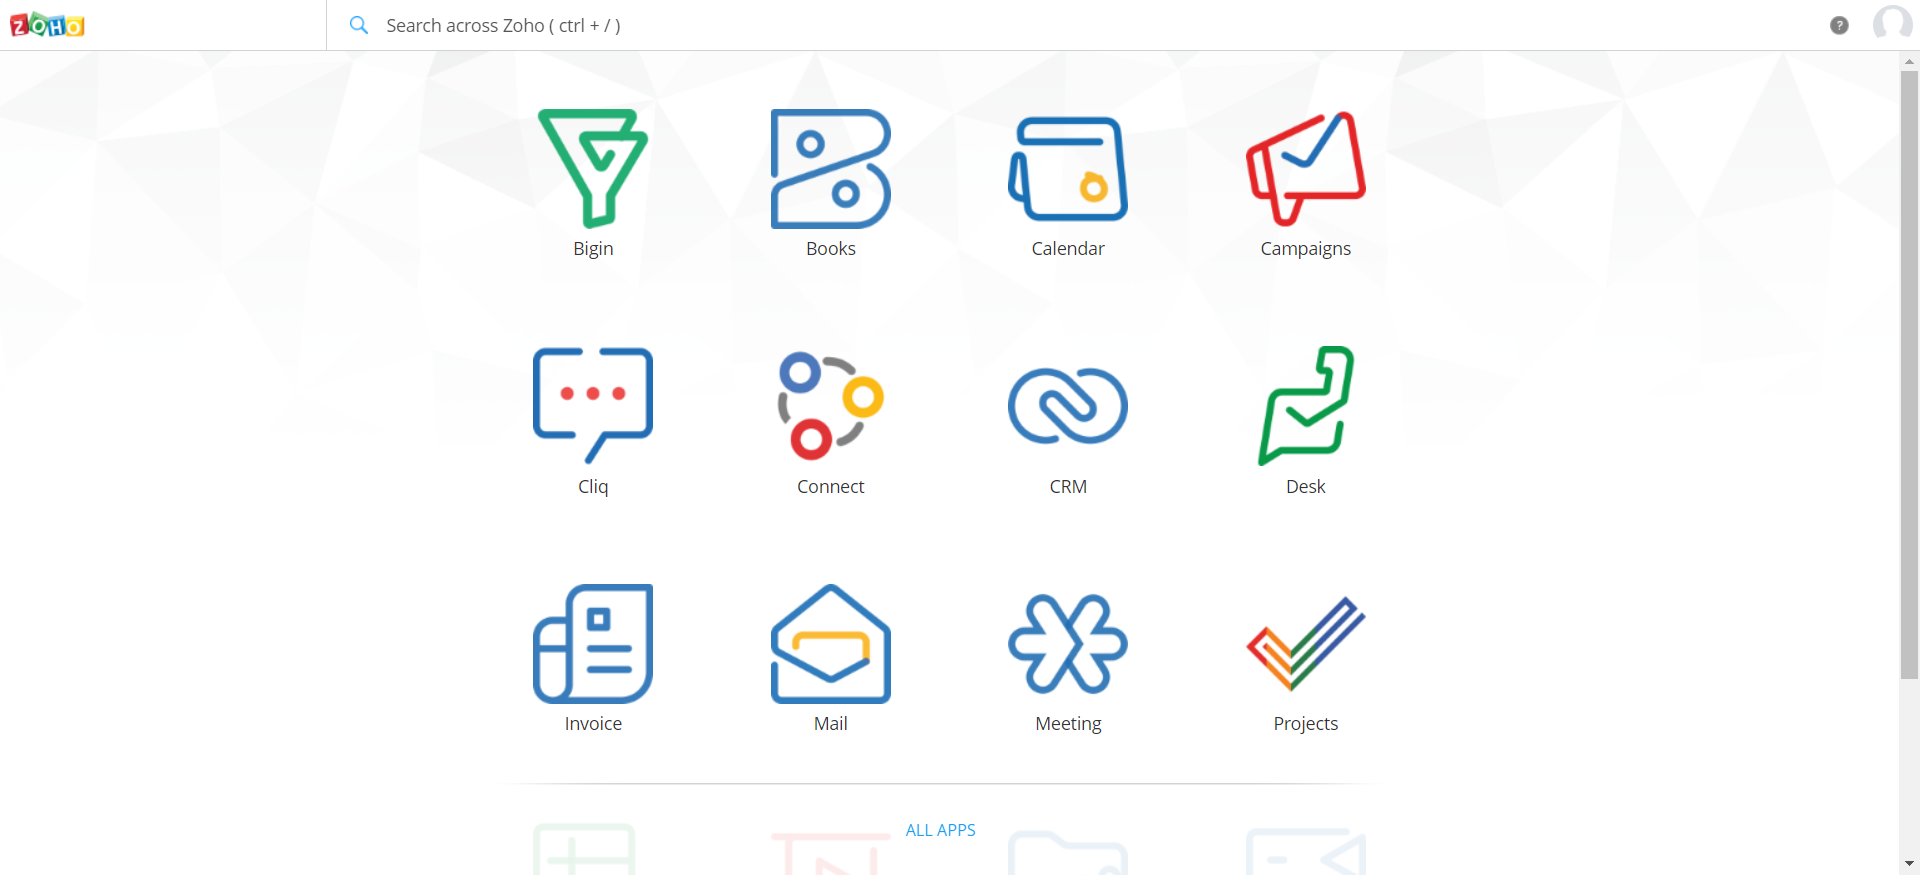 ZOHO
Search across Zoho ( ctrl + / )
?
Bigin
Books
Calendar
Campaigns
Cliq
Connect
CRM
Desk
Invoice
Mail
Meeting
Projects
ALL APPS